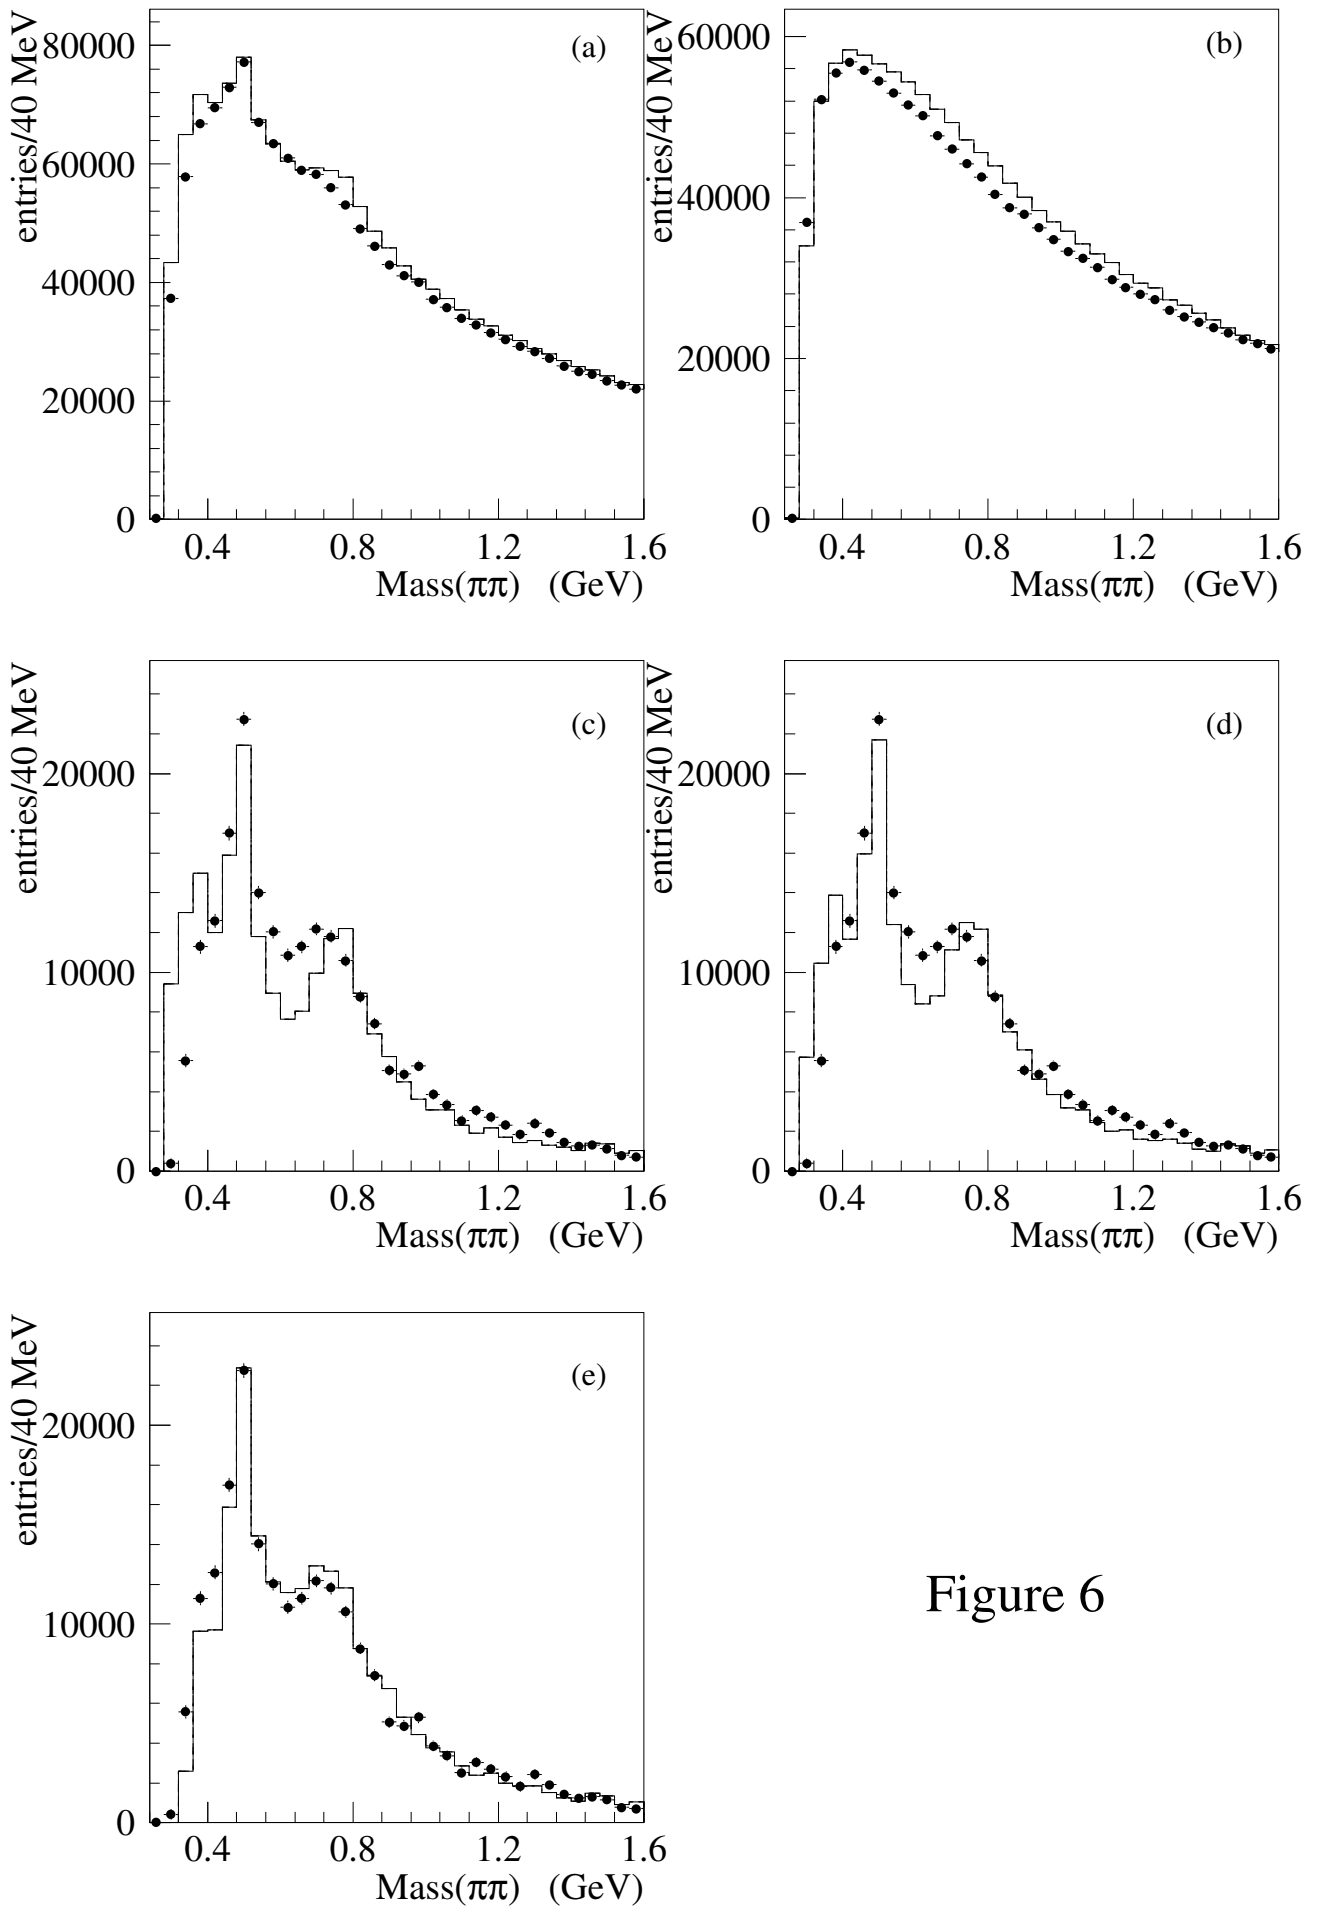 entries/40 MeV
(a)
80000
60000
40000
20000
0
0.4 0.8 1.2 1.6
Mass(ππ) (GeV)
entries/40 MeV
(b)
60000
40000
20000
0
0.4 0.8 1.2 1.6
Mass(ππ) (GeV)
entries/40 MeV
(c)
20000
10000
0
0.4 0.8 1.2 1.6
Mass(ππ) (GeV)
entries/40 MeV
(d)
20000
10000
0
0.4 0.8 1.2 1.6
Mass(ππ) (GeV)
entries/40 MeV
(e)
20000
10000
0
0.4 0.8 1.2 1.6
Mass(ππ) (GeV)
Figure 6